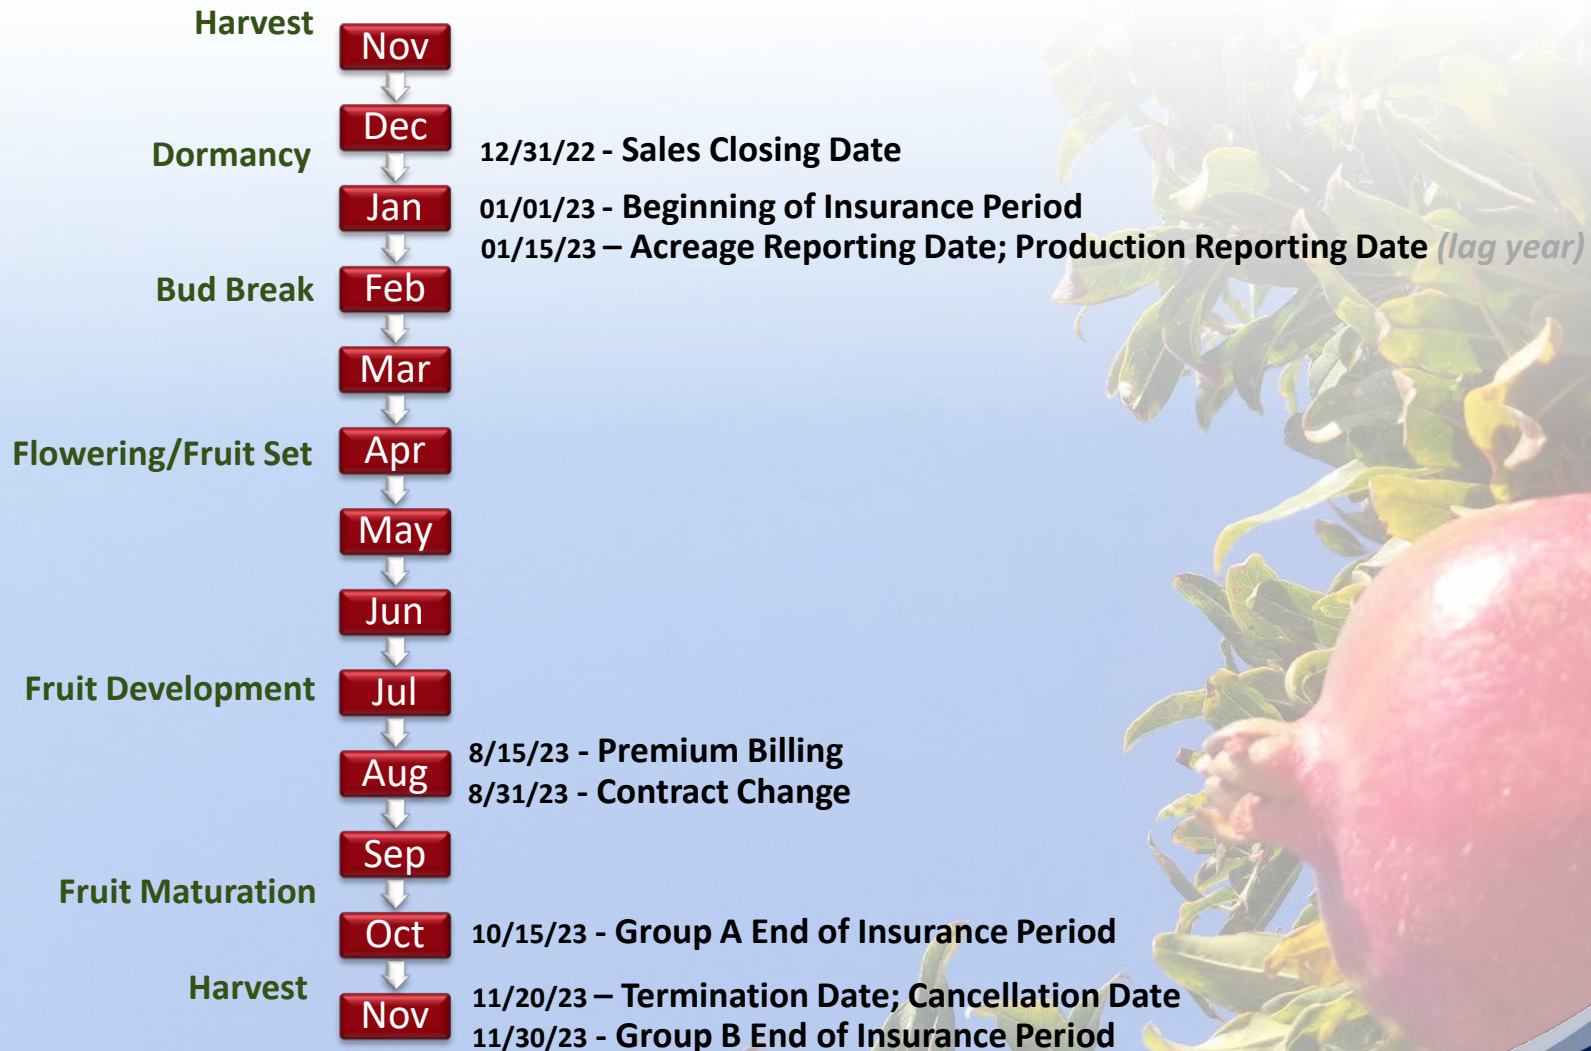 Harvest
Nov
Dec
Dormancy
12/31/22 - Sales Closing Date
Jan
01/01/23 - Beginning of Insurance Period
01/15/23 – Acreage Reporting Date; Production Reporting Date (lag year)
Bud Break
Feb
Mar
Flowering/Fruit Set
Apr
May
Jun
Fruit Development
Jul
8/15/23 - Premium Billing
Aug
8/31/23 - Contract Change
Sep
Fruit Maturation
Oct
10/15/23 - Group A End of Insurance Period
Harvest
11/20/23 – Termination Date; Cancellation Date
Nov
11/30/23 - Group B End of Insurance Period